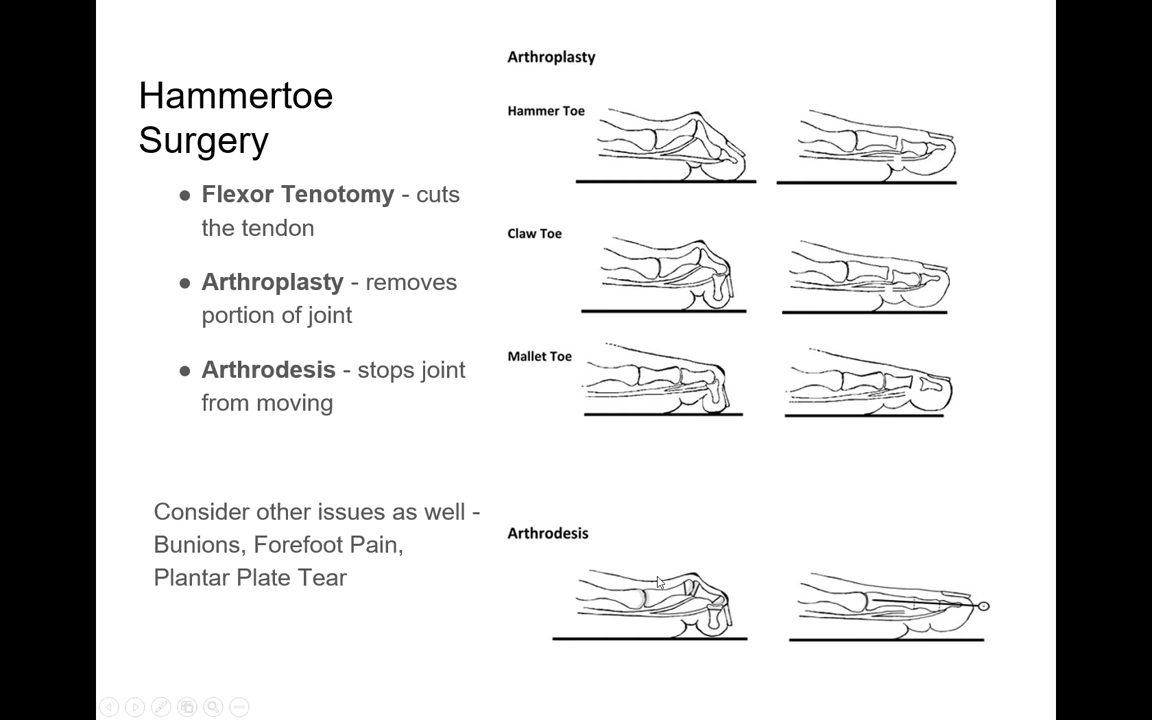 Hammertoe
Surgery
● Flexor Tenotomy - cuts
the tendon
● Arthroplasty - removes
portion of joint
● Arthrodesis - stops joint
from moving
Consider other issues as well -
Bunions, Forefoot Pain,
Plantar Plate Tear
Arthroplasty
Hammer Toe
Claw Toe
Mallet Toe
Arthrodesis